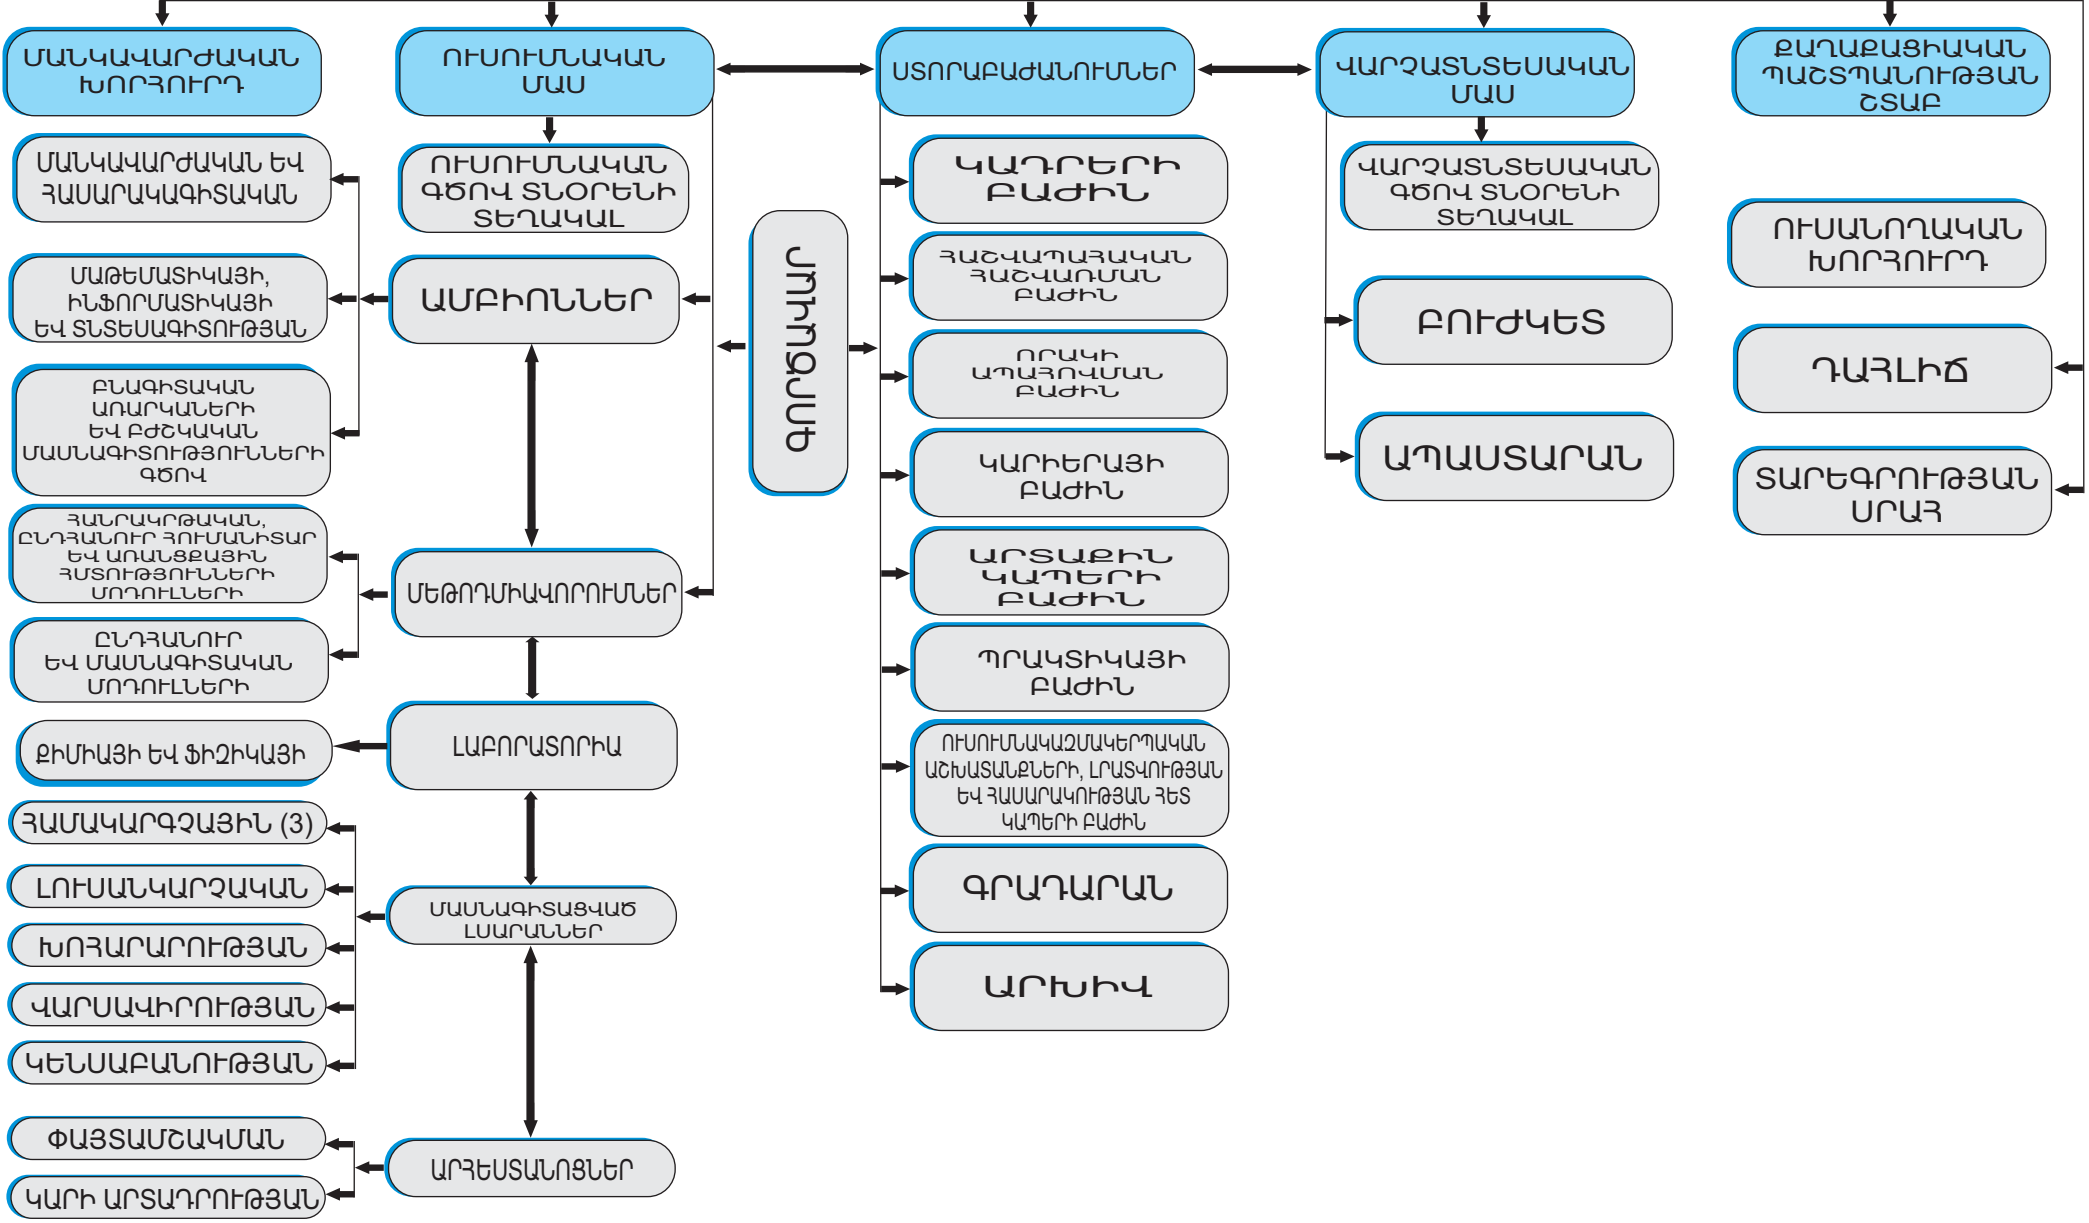 ՄԱՆԿԱՎԱՐԺԱԿԱՆ
ԽՈՐՀՈՒՐԴ
ՈՒՍՈՒՄՆԱԿԱՆ
ՄԱՍ
ՍՏՈՐԱԲԱԺԱՆՈՒՄՆԵՐ
ՎԱՐՉԱՏՆՏԵՍԱԿԱՆ
ՄԱՍ
ՔԱՂԱՔԱՑԻԱԿԱՆ
ՊԱՇՏՊԱՆՈՒԹՅԱՆ
ՇՏԱԲ
ՄԱՆԿԱՎԱՐԺԱԿԱՆ ԵՎ
ՀԱՍԱՐԱԿԱԳԻՏԱԿԱՆ
ՄԱԹԵՄԱՏԻԿԱՅԻ,
ԻՆՖՈՐՄԱՏԻԿԱՅԻ
ԵՎ ՏՆՏԵՍԱԳԻՏՈՒԹՅԱՆ
ԲՆԱԳԻՏԱԿԱՆ
ԱՌԱՐԿԱՆԵՐԻ
ԵՎ ԲԺՇԿԱԿԱՆ
ՄԱՍՆԱԳԻՏՈՒԹՅՈՒՆՆԵՐԻ
ԳԾՈՎ
ՀԱՆՐԱԿՐԹԱԿԱՆ,
ԸՆԴՀԱՆՈՒՐ ՀՈՒՄԱՆԻՏԱՐ
ԵՎ ԱՌԱՆՑՔԱՅԻՆ
ՀՄՏՈՒԹՅՈՒՆՆԵՐԻ
ՄՈԴՈՒԼՆԵՐԻ
ԸՆԴՀԱՆՈՒՐ
ԵՎ ՄԱՍՆԱԳԻՏԱԿԱՆ
ՄՈԴՈՒԼՆԵՐԻ
ՔԻՄԻԱՅԻ ԵՎ ՖԻԶԻԿԱՅԻ
ՀԱՄԱԿԱՐԳՉԱՅԻՆ (3)
ԼՈՒՍԱՆԿԱՐՉԱԿԱՆ
ԽՈՀԱՐԱՐՈՒԹՅԱՆ
ՎԱՐՍԱՎԻՐՈՒԹՅԱՆ
ԿԵՆՍԱԲԱՆՈՒԹՅԱՆ
ՓԱՅՏԱՄՇԱԿՄԱՆ
ԿԱՐԻ ԱՐՏԱԴՐՈՒԹՅԱՆ
ՈՒՍՈՒՄՆԱԿԱՆ
ԳԾՈՎ ՏՆՕՐԵՆԻ
ՏԵՂԱԿԱԼ
ԱՄԲԻՈՆՆԵՐ
ՄԵԹՈԴՄԻԱՎՈՐՈՒՄՆԵՐ
ԼԱԲՈՐԱՏՈՐԻԱ
ՄԱՍՆԱԳԻՏԱՑՎԱԾ
ԼՍԱՐԱՆՆԵՐ
ԱՐՀԵՍՏԱՆՈՑՆԵՐ
ԿԱԴՐԵՐԻ
ԲԱԺԻՆ
ՀԱՇՎԱՊԱՀԱԿԱՆ
ՀԱՇՎԱՌՄԱՆ
ԲԱԺԻՆ
ՈՐԱԿԻ
ԱՊԱՀՈՎՄԱՆ
ԲԱԺԻՆ
ԿԱՐԻԵՐԱՅԻ
ԲԱԺԻՆ
ԱՐՏԱՔԻՆ
ԿԱՊԵՐԻ
ԲԱԺԻՆ
ՊՐԱԿՏԻԿԱՅԻ
ԲԱԺԻՆ
ՈՒՍՈՒՄՆԱԿԱԶՄԱԿԵՐՊԱԿԱՆ
ԱՇԽԱՏԱՆՔՆԵՐԻ, ԼՐԱՏՎՈՒԹՅԱՆ
ԵՎ ՀԱՍԱՐԱԿՈՒԹՅԱՆ ՀԵՏ
ԿԱՊԵՐԻ ԲԱԺԻՆ
ԳՐԱԴԱՐԱՆ
ԱՐԽԻՎ
ՎԱՐՉԱՏՆՏԵՍԱԿԱՆ
ԳԾՈՎ ՏՆՕՐԵՆԻ
ՏԵՂԱԿԱԼ
ԲՈՒԺԿԵՏ
ԱՊԱՍՏԱՐԱՆ
ՈՒՍԱՆՈՂԱԿԱՆ
ԽՈՐՀՈՒՐԴ
ԴԱՀԼԻՃ
ՏԱՐԵԳՐՈՒԹՅԱՆ
ՍՐԱՀ